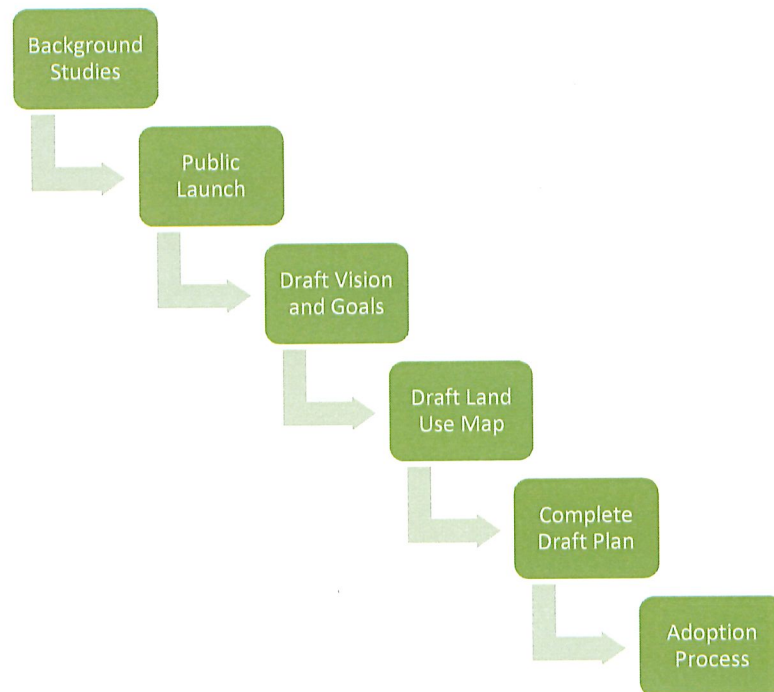 Background
Studies
Public
Launch
Draft Vision
and Goals
Draft Land
Use Map
Complete
Draft Plan
Adoption
Process